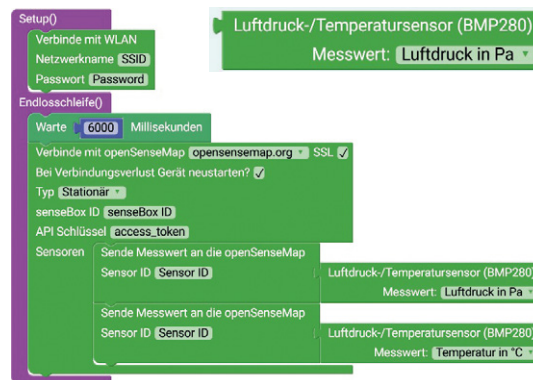 Setup()
Verbinde mit WLAN
Netzwerkname SSID
Passwort Password
Luftdruck-/Temperatursensor (BMP280)
Messwert: Luftdruck in Pa
Endlosschleife()
Warte 6000 Millisekunden
Verbinde mit openSenseMap opensensemap.org SSL
Bei Verbindungsverlust Gerät neustarten?
Typ Stationär
senseBox ID senseBox ID
API Schlüssel access_token
Sensoren Sende Messwert an die openSenseMap
Sensor ID Sensor ID Luftdruck-/Temperatursensor (BMP280)
Messwert: Luftdruck in Pa
Sende Messwert an die openSenseMap
Sensor ID Sensor ID Luftdruck-/Temperatursensor (BMP280)
Messwert: Temperatur in °C